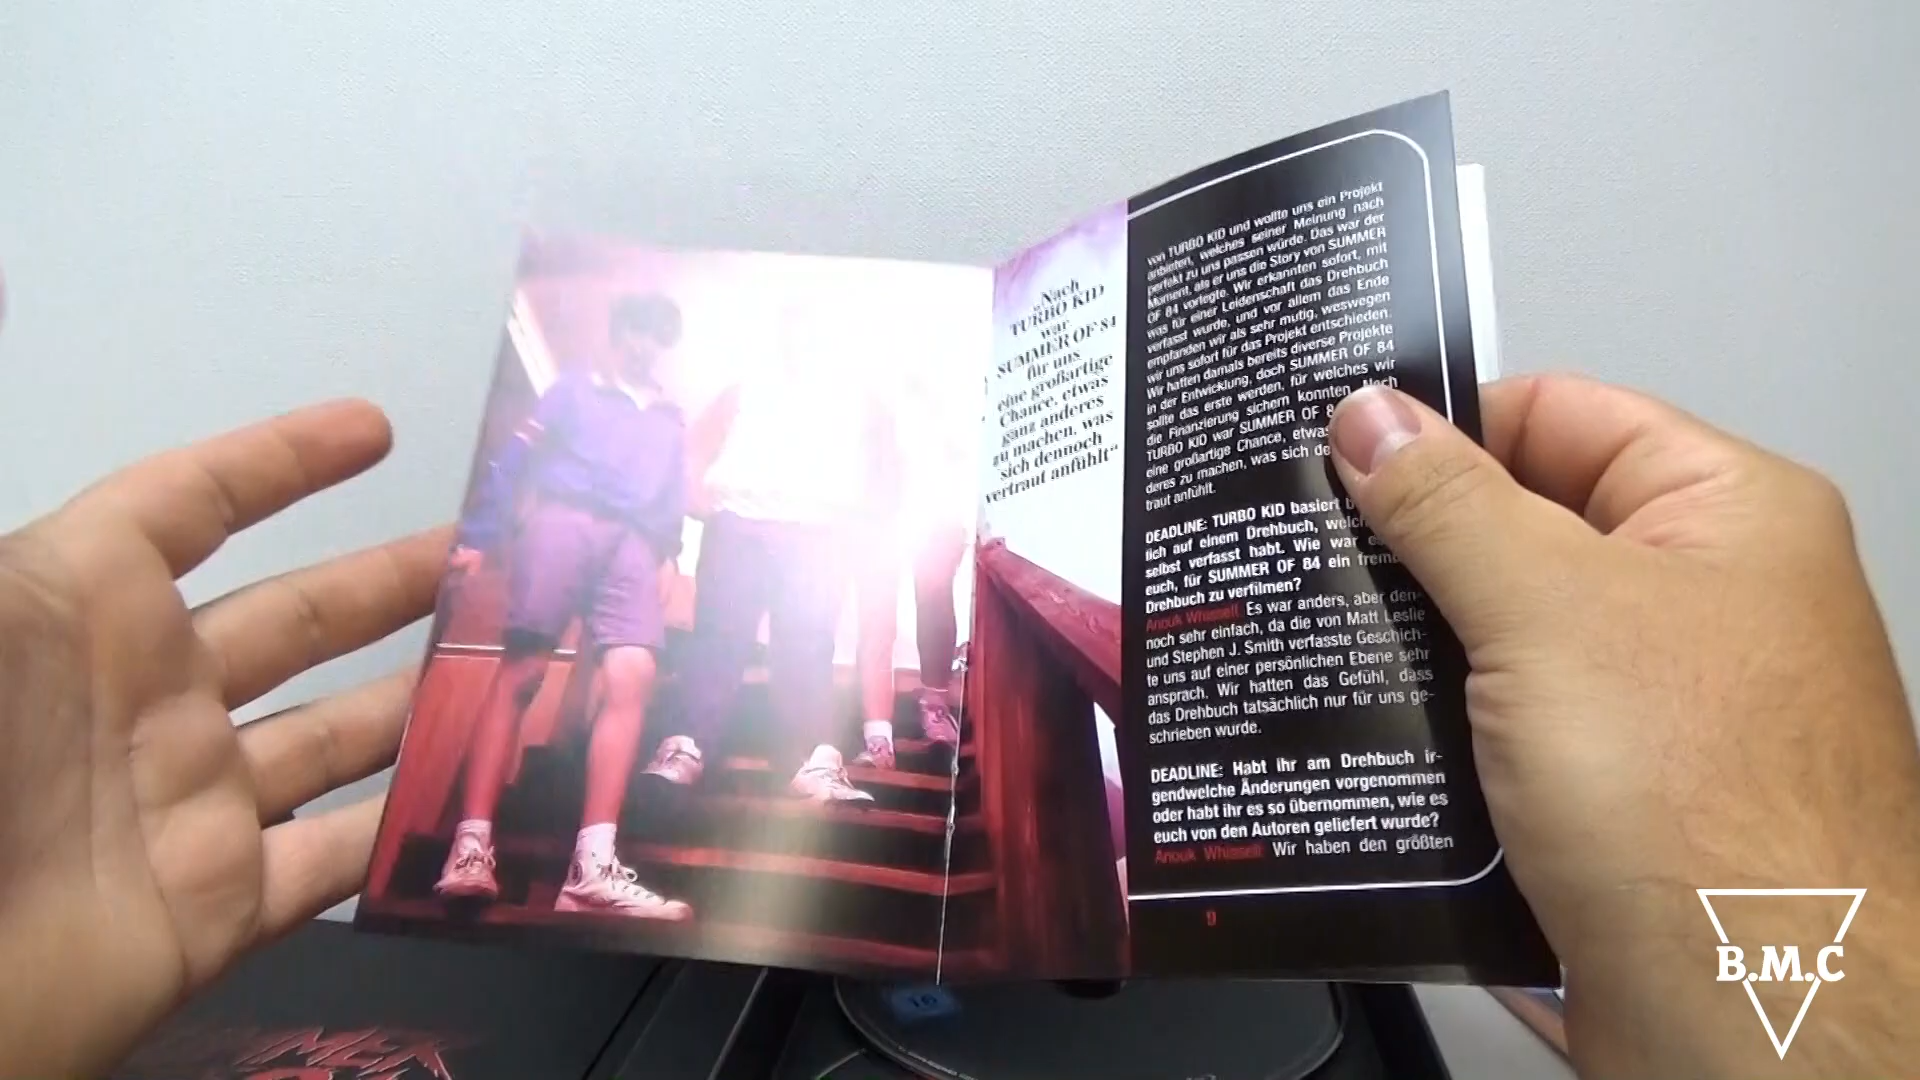 „Nach
TURBO KID
war
SUMMER OF 84
für uns
eine großartige
Chance, etwas
ganz anderes
zu machen, was
sich dennoch
vertraut anfühlt“
von TURBO KID und wollte uns ein Projekt
anbieten, welches seiner Meinung nach
perfekt zu uns passen würde. Das war der
Moment, als er uns die Story von SUMMER
OF 84 vorlegte. Wir erkannten sofort, mit
was für einer Leidenschaft das Drehbuch
verfasst wurde, und vor allem das Ende
empfanden wir als sehr mutig, weswegen
wir uns sofort für das Projekt entschieden.
Wir hatten damals bereits diverse Projekte
in der Entwicklung, doch SUMMER OF 84
sollte das erste werden, für welches wir
die Finanzierung sichern konnten. Nach
TURBO KID war SUMMER OF 8
eine großartige Chance, etwas
deres zu machen, was sich de
traut anfühlt.
DEADLINE: TURBO KID basiert b
lich auf einem Drehbuch, welch
selbst verfasst habt. Wie war es
euch, für SUMMER OF 84 ein frem
Drehbuch zu verfilmen?
Anouk Whissell: Es war anders, aber den-
noch sehr einfach, da die von Matt Leslie
und Stephen J. Smith verfasste Geschich-
te uns auf einer persönlichen Ebene sehr
ansprach. Wir hatten das Gefühl, dass
das Drehbuch tatsächlich nur für uns ge-
schrieben wurde.
DEADLINE: Habt ihr am Drehbuch ir-
gendwelche Änderungen vorgenommen
oder habt ihr es so übernommen, wie es
euch von den Autoren geliefert wurde?
Anouk Whissell: Wir haben den größten
9
16
B.M.C